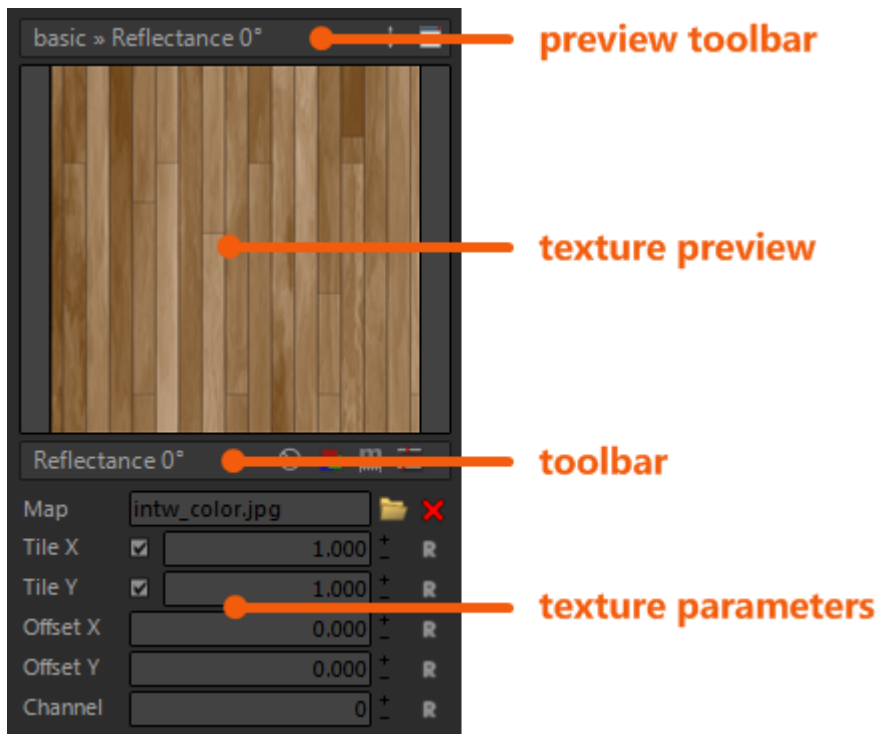 basic » Reflectance 0°
preview toolbar
texture preview
Reflectance 0°
toolbar
Map intw_color.jpg
Tile X 1.000 + - R
Tile Y 1.000 + - R
texture parameters
Offset X 0.000 + - R
Offset Y 0.000 + - R
Channel 0 + - R